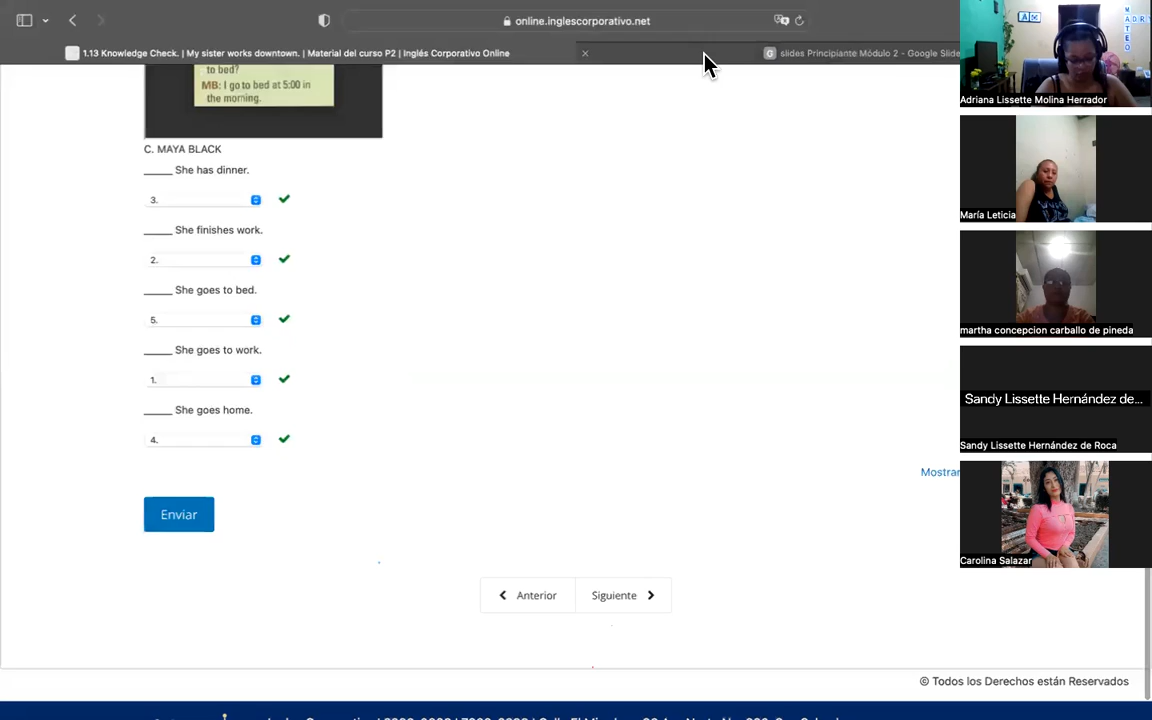 online.inglescorporativo.net
1.13 Knowledge Check. | My sister works downtown. | Material del curso P2 | Inglés Corporativo Online
slides Principiante Módulo 2 - Google Slide
to bed?
MB: I go to bed at 5:00 in
the morning.
C. MAYA BLACK
_____ She has dinner.
3.
_____ She finishes work.
2.
_____ She goes to bed.
5.
_____ She goes to work.
1.
_____ She goes home.
4.
Mostrar
Enviar
Anterior
Siguiente
© Todos los Derechos están Reservados
Adriana Lissette Molina Herrador
María Leticia
martha concepcion carballo de pineda
Sandy Lissette Hernández de...
Sandy Lissette Hernández de Roca
Carolina Salazar